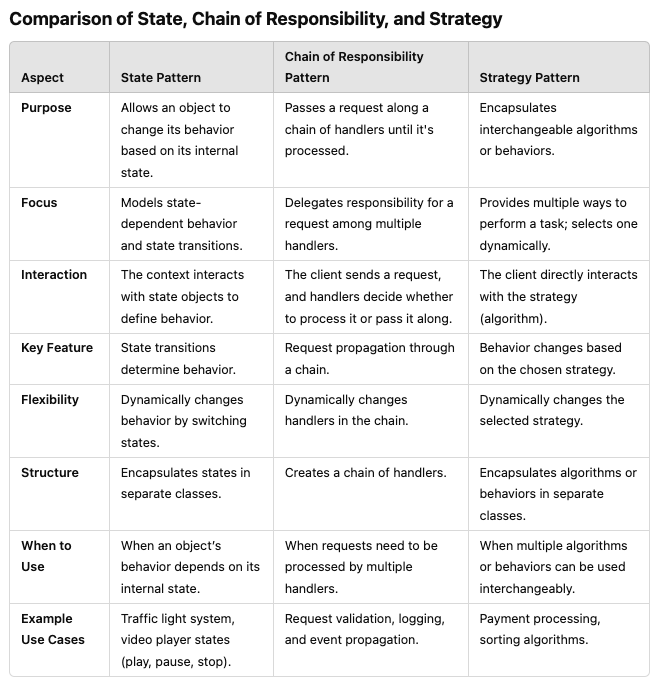 Comparison of State, Chain of Responsibility, and Strategy
Chain of Responsibility
Aspect State Pattern Pattern Strategy Pattern
Purpose Allows an object to Passes a request along a Encapsulates
change its behavior chain of handlers until it's interchangeable algorithms
based on its internal processed. or behaviors.
state.
Focus Models state- Delegates responsibility for a Provides multiple ways to
dependent behavior request among multiple perform a task; selects one
and state transitions. handlers. dynamically.
Interaction The context interacts The client sends a request, The client directly interacts
with state objects to and handlers decide whether with the strategy
define behavior. to process it or pass it along. (algorithm).
Key Feature State transitions Request propagation through Behavior changes based
determine behavior. a chain. on the chosen strategy.
Flexibility Dynamically changes Dynamically changes Dynamically changes the
behavior by switching handlers in the chain. selected strategy.
states.
Structure Encapsulates states in Creates a chain of handlers. Encapsulates algorithms or
separate classes. behaviors in separate
classes.
When to When an object's When requests need to be When multiple algorithms
Use behavior depends on its processed by multiple or behaviors can be used
internal state. handlers. interchangeably.
Example Traffic light system, Request validation, logging, Payment processing,
Use Cases video player states and event propagation. sorting algorithms.
(play, pause, stop).